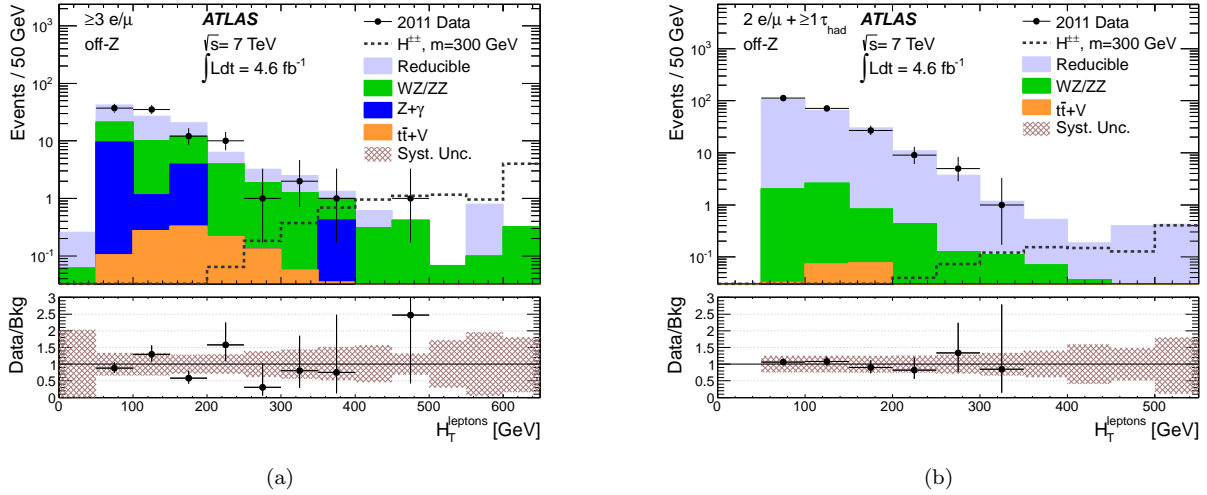 ≥3 e/μ
ATLAS
off-Z
√s= 7 TeV
∫Ldt = 4.6 fb⁻¹
2011 Data
H±±, m=300 GeV
Reducible
WZ/ZZ
Z+γ
tt̄+V
Syst. Unc.
Events / 50 GeV
10³
10²
10
1
10⁻¹
Data/Bkg
3
2.5
2
1.5
1
0.5
0
0 100 200 300 400 500 600
H_T^leptons [GeV]
(a)
2 e/μ + ≥1 τ_had
ATLAS
off-Z
√s= 7 TeV
∫Ldt = 4.6 fb⁻¹
2011 Data
H±±, m=300 GeV
Reducible
WZ/ZZ
tt̄+V
Syst. Unc.
Events / 50 GeV
10³
10²
10
1
10⁻¹
Data/Bkg
3
2.5
2
1.5
1
0.5
0
0 100 200 300 400 500
H_T^leptons [GeV]
(b)